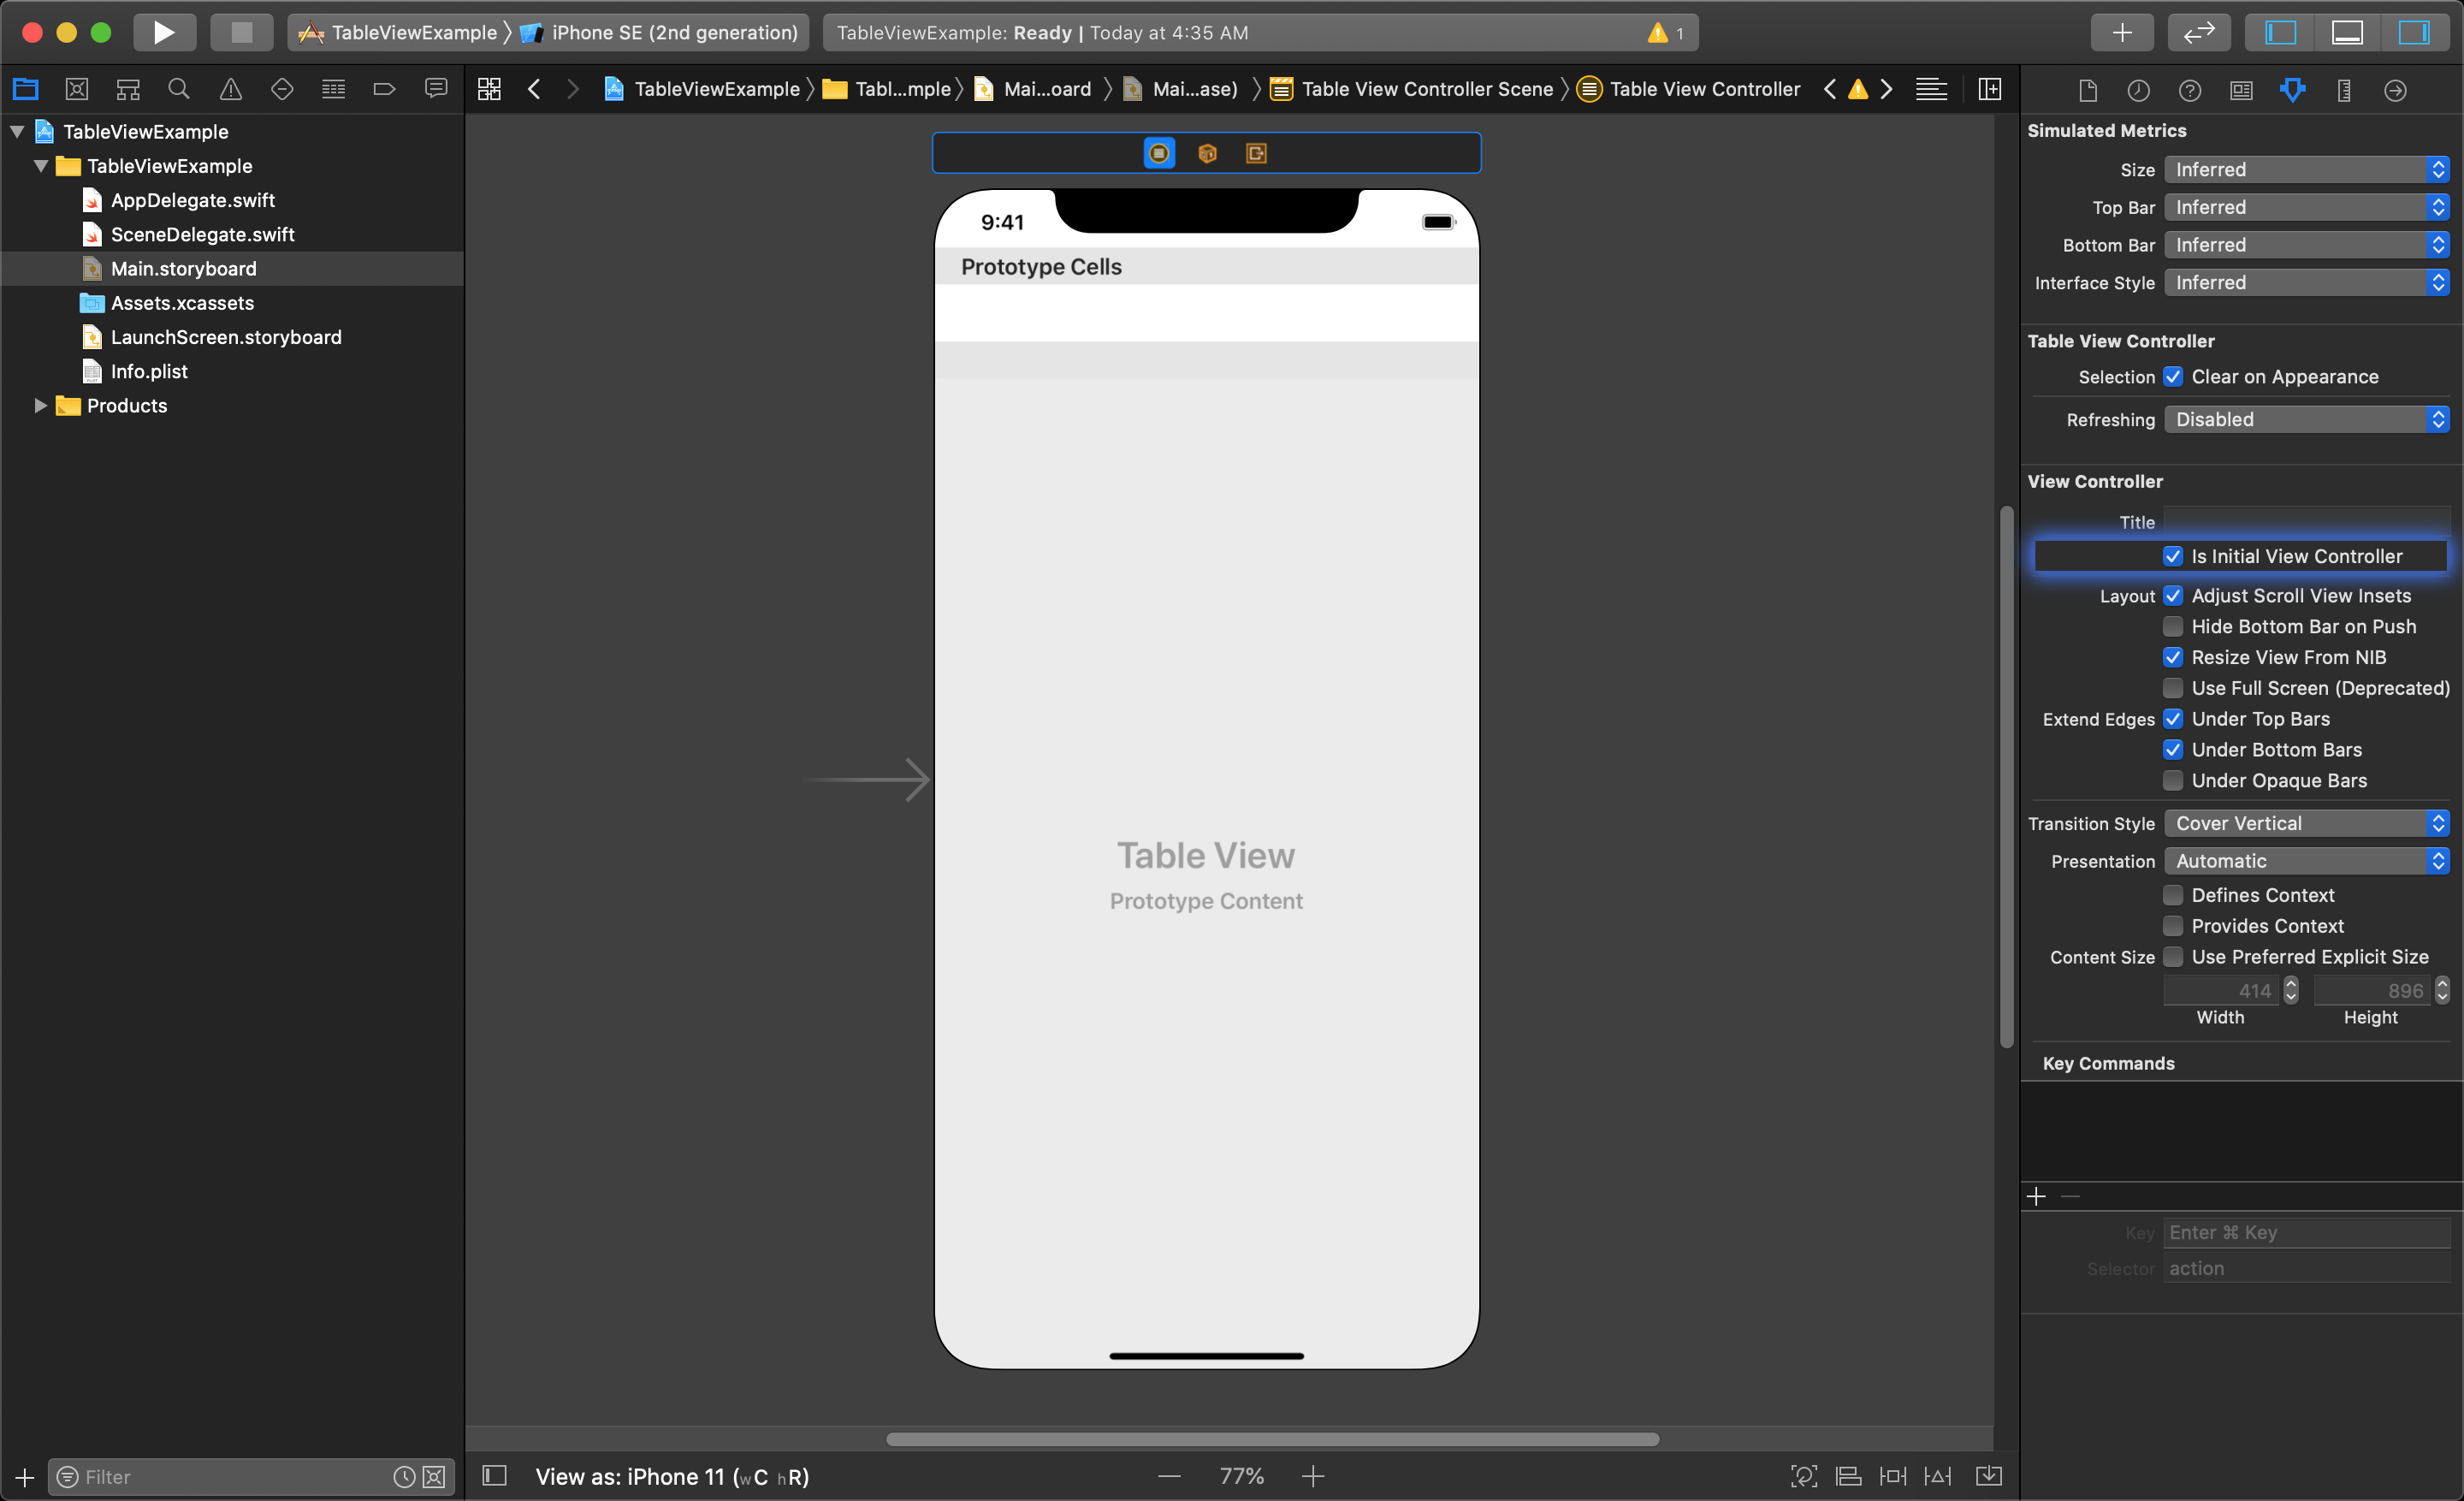 TableViewExample
iPhone SE (2nd generation)
TableViewExample: Ready | Today at 4:35 AM
1
TableViewExample
Tabl...mple
Mai...oard
Mai...ase)
Table View Controller Scene
Table View Controller
TableViewExample
TableViewExample
AppDelegate.swift
SceneDelegate.swift
Main.storyboard
Assets.xcassets
LaunchScreen.storyboard
Info.plist
Products
Filter
9:41
Prototype Cells
Table View
Prototype Content
View as: iPhone 11 (wC hR)
77%
Simulated Metrics
Size Inferred
Top Bar Inferred
Bottom Bar Inferred
Interface Style Inferred
Table View Controller
Selection Clear on Appearance
Refreshing Disabled
View Controller
Title
Is Initial View Controller
Layout Adjust Scroll View Insets
Hide Bottom Bar on Push
Resize View From NIB
Use Full Screen (Deprecated)
Extend Edges Under Top Bars
Under Bottom Bars
Under Opaque Bars
Transition Style Cover Vertical
Presentation Automatic
Defines Context
Provides Context
Content Size Use Preferred Explicit Size
414 896
Width Height
Key Commands
Key Enter ⌘ Key
Selector action